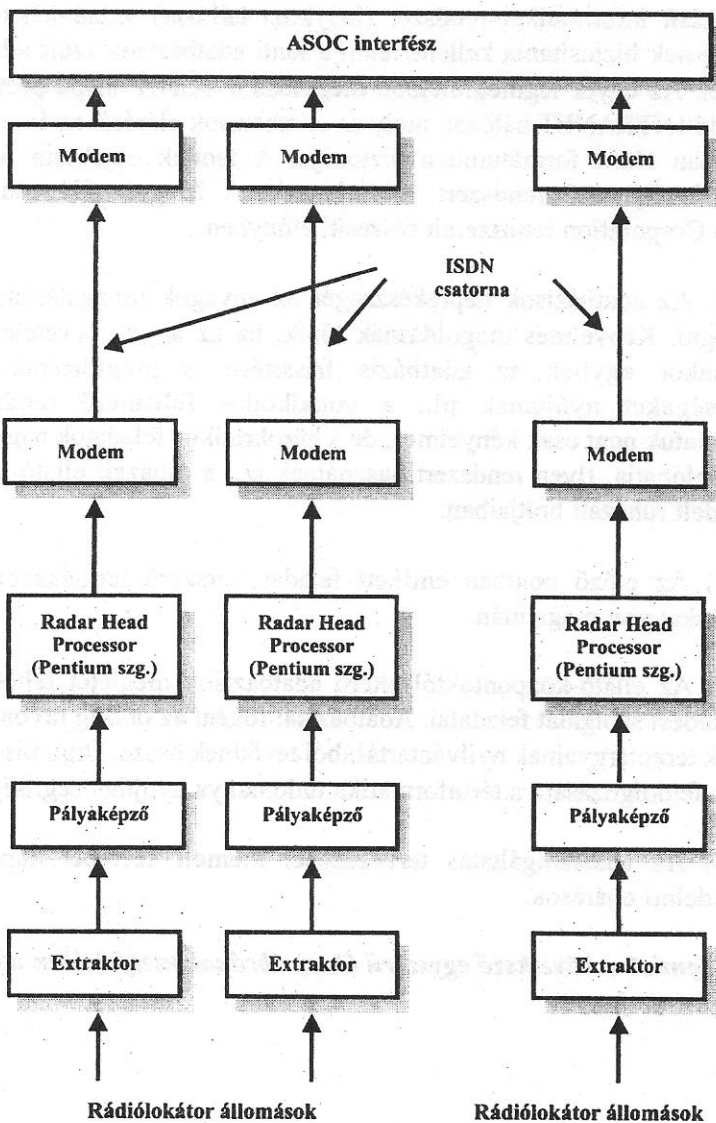 ASOC interfész
Modem
Modem
Modem
ISDN
csatorna
Modem
Modem
Modem
Radar Head
Processor
(Pentium szg.)
Radar Head
Processor
(Pentium szg.)
Radar Head
Processor
(Pentium szg.)
Pályaképző
Pályaképző
Pályaképző
Extraktor
Extraktor
Extraktor
Rádiólokátor állomások
Rádiólokátor állomások